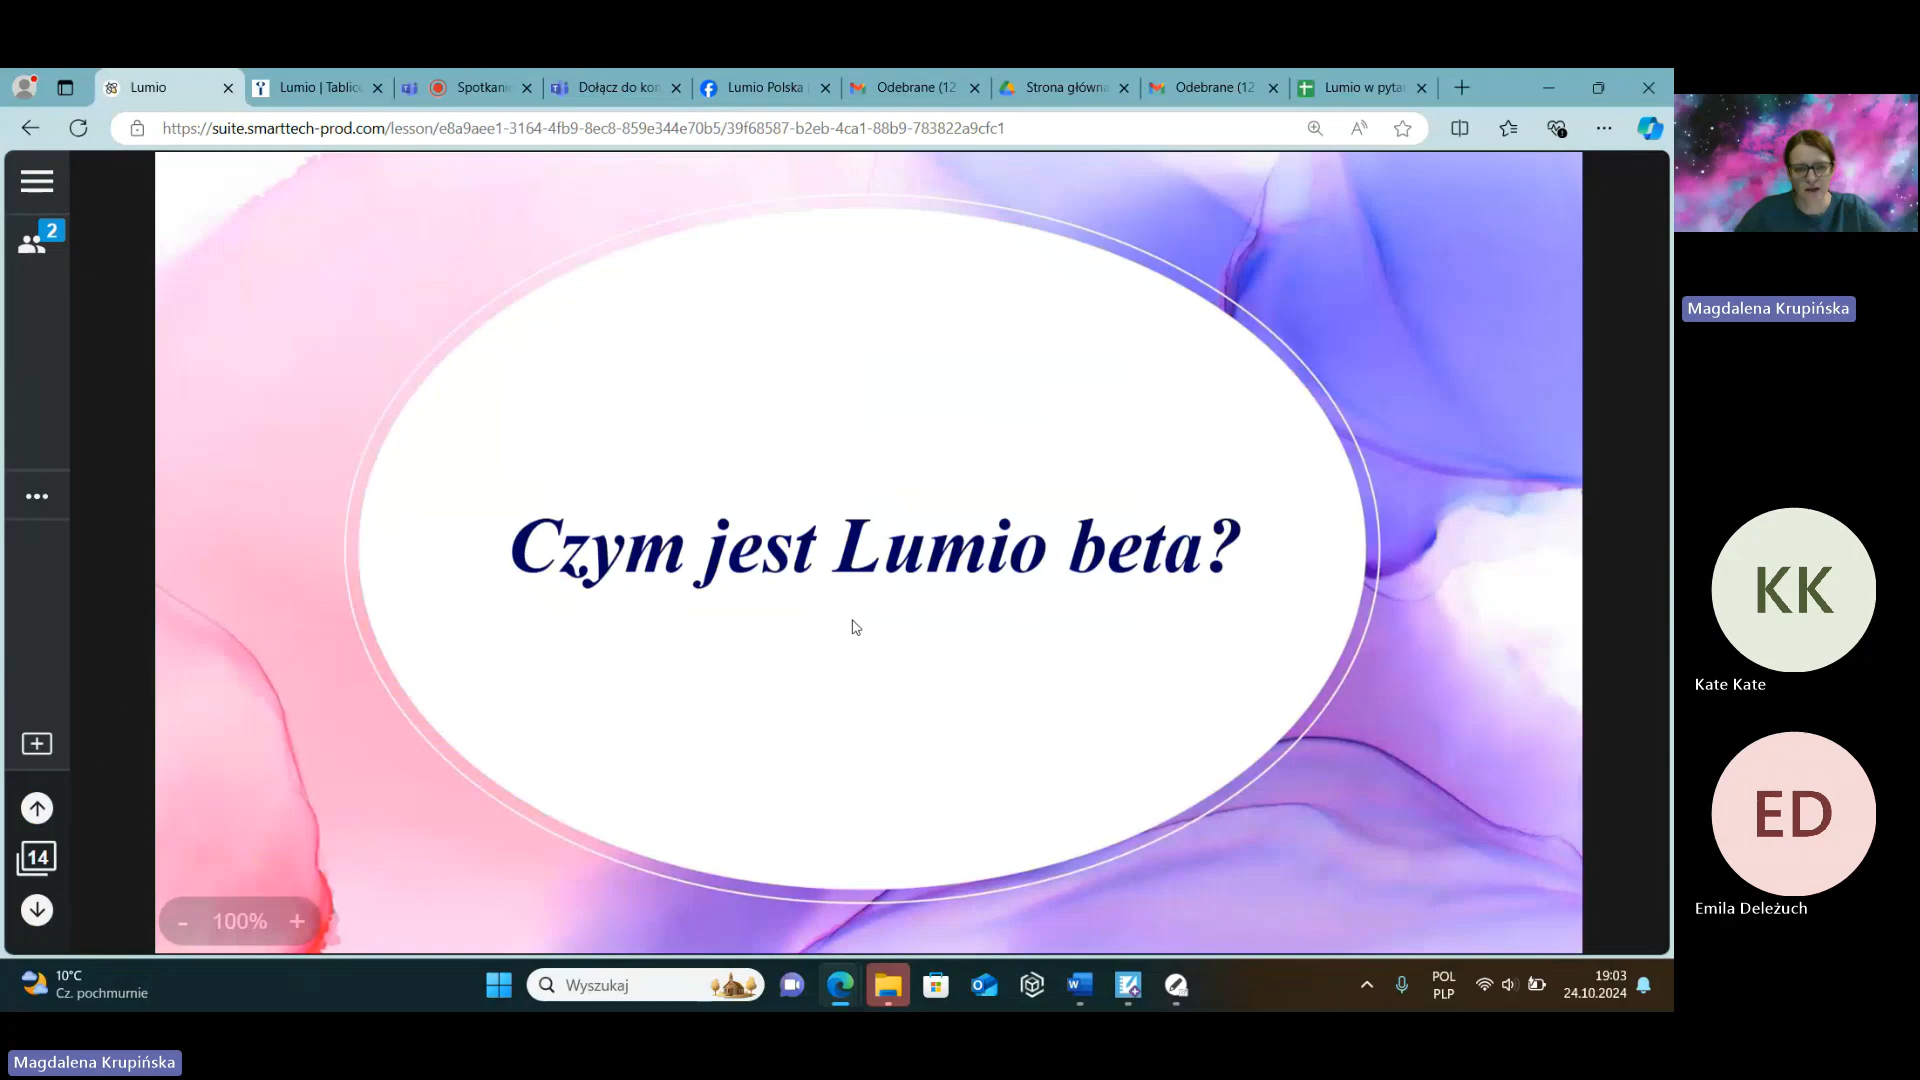 Lumio
Lumio | Tablic
Spotkani
Dołącz do kon
Lumio Polska
Odebrane (12
Strona główna
Odebrane (12
Lumio w pyta
https://suite.smarttech-prod.com/lesson/e8a9aee1-3164-4fb9-8ec8-859e344e70b5/39f68587-b2eb-4ca1-88b9-783822a9cfc1
2
Czym jest Lumio beta?
14
- 100% +
Magdalena Krupińska
KK
Kate Kate
ED
Emila Deleżuch
10°C
Cz. pochmurnie
Wyszukaj
POL
PLP
19:03
24.10.2024
Magdalena Krupińska